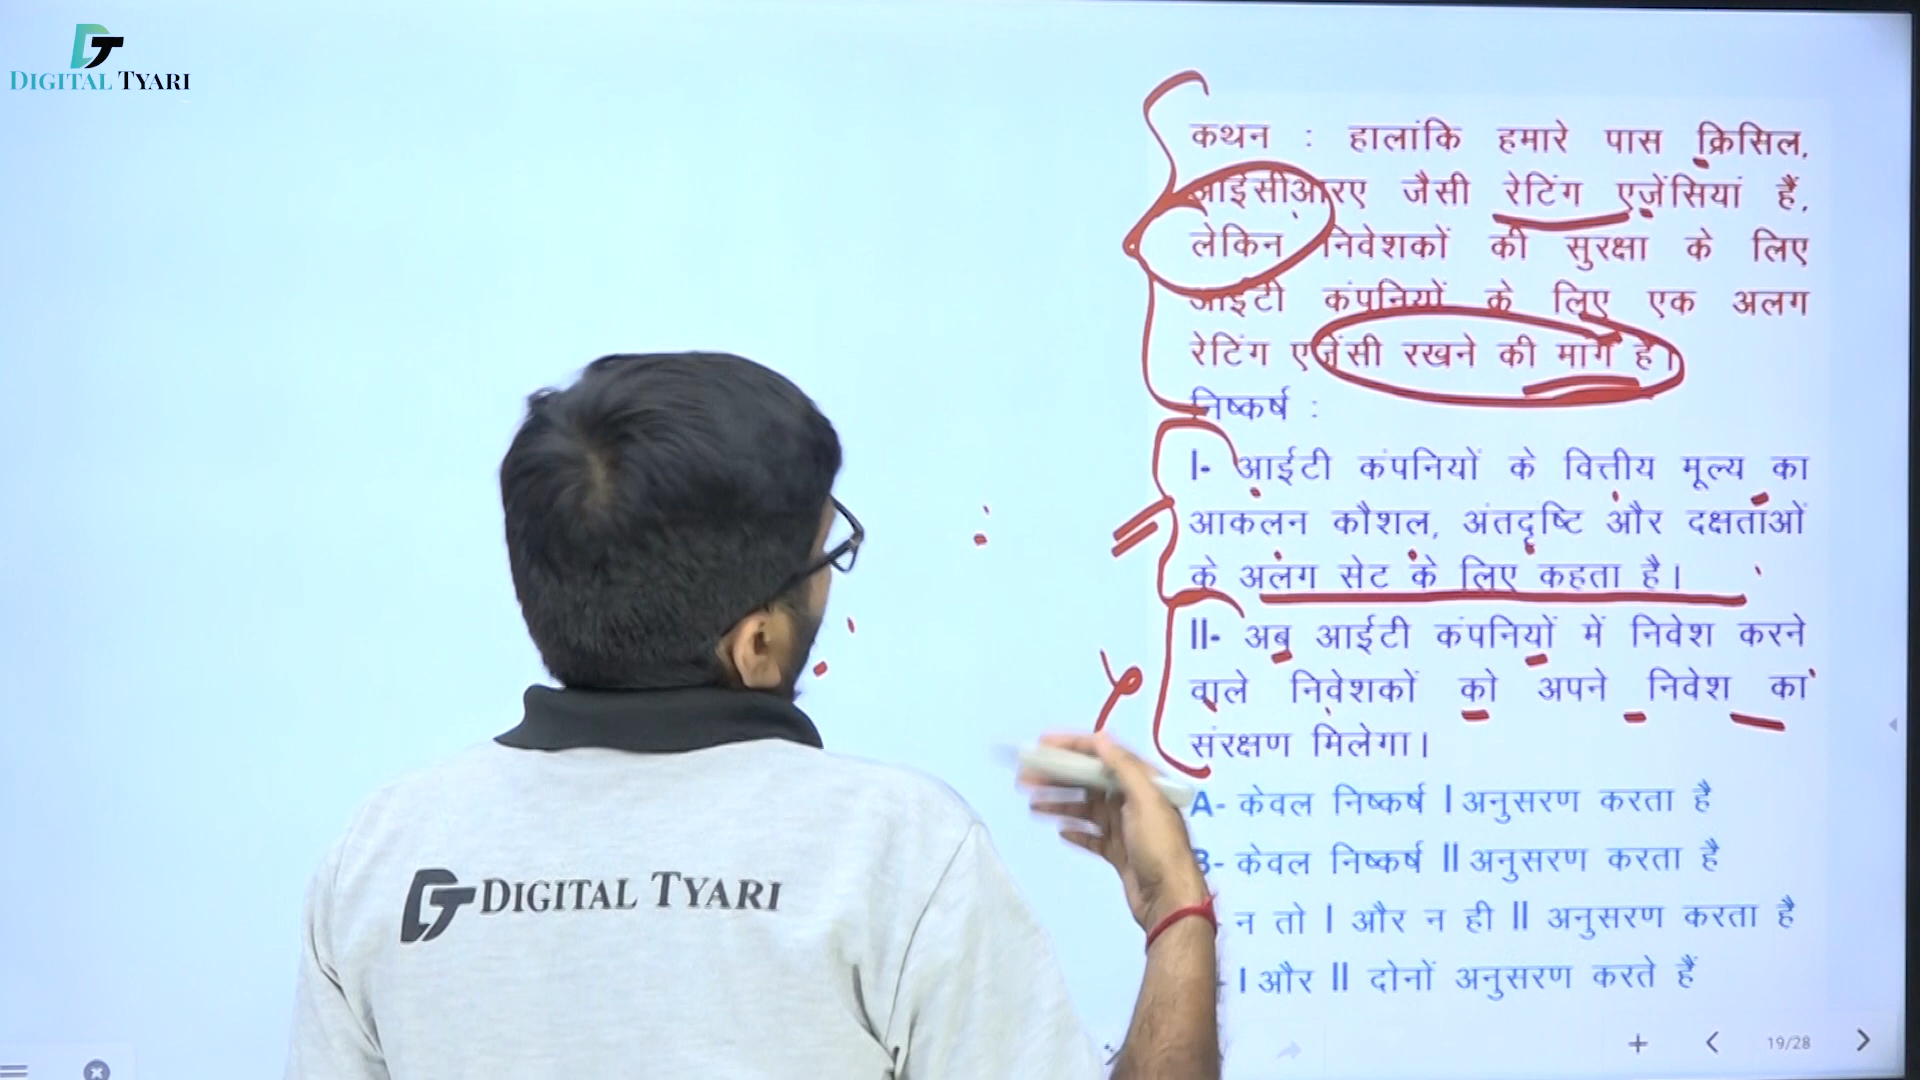 DIGITAL TYARI
कथन : हालांकि हमारे पास क्रिसिल,
आईसीआरए जैसी रेटिंग एजेंसियां हैं,
लेकिन निवेशकों की सुरक्षा के लिए
आईटी कंपनियों के लिए एक अलग
रेटिंग एजेंसी रखने की मांग है।
निष्कर्ष :
I- आईटी कंपनियों के वित्तीय मूल्य का
आकलन कौशल, अंतदृष्टि और दक्षताओं
के अलग सेट के लिए कहता है।
II- अब आईटी कंपनियों में निवेश करने
वाले निवेशकों को अपने निवेश का
संरक्षण मिलेगा।
A- केवल निष्कर्ष I अनुसरण करता है
B- केवल निष्कर्ष II अनुसरण करता है
न तो I और न ही II अनुसरण करता है
I और II दोनों अनुसरण करते हैं
DIGITAL TYARI
19/28